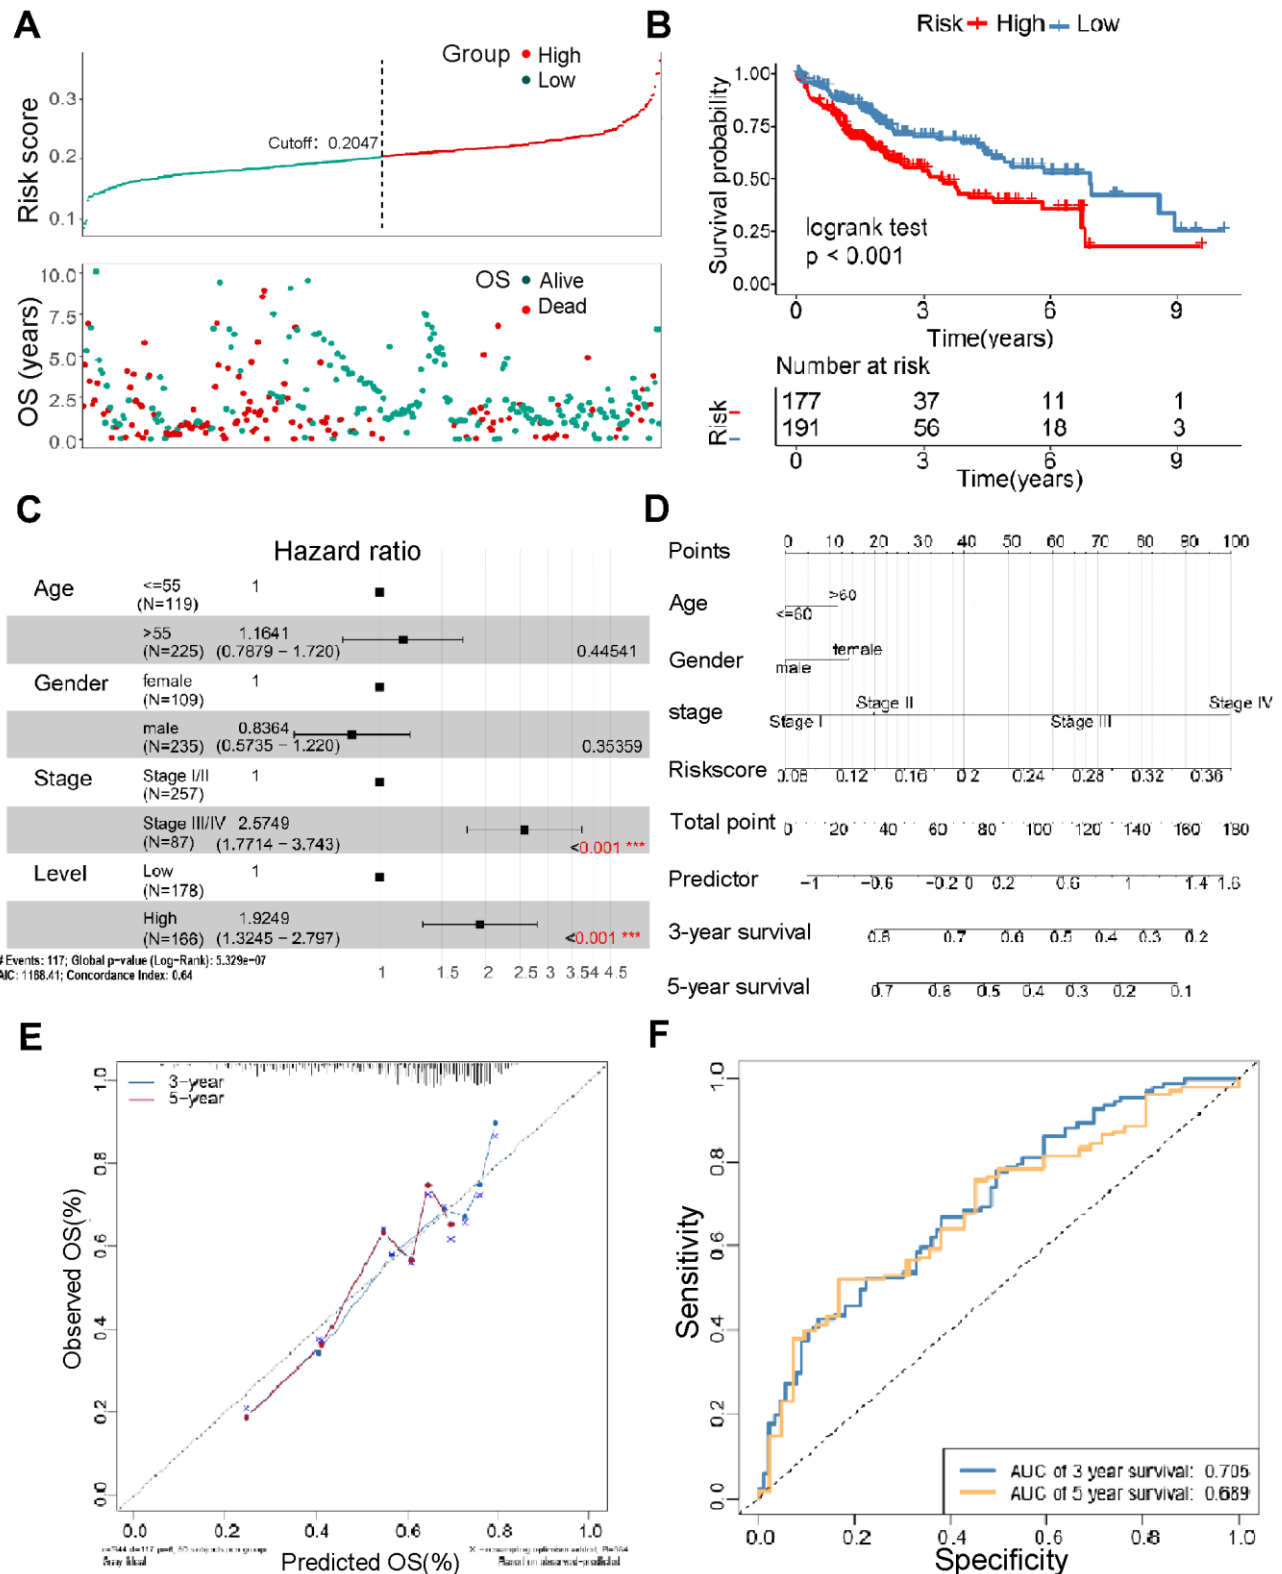 A
Group
High
Low
Risk score
0.3
0.2
0.1
Cutoff: 0.2047
OS
Alive
Dead
OS (years)
10.0
7.5
5.0
2.5
0.0
B
Risk High Low
Survival probability
1.00
0.75
0.50
0.25
0.00
logrank test
p < 0.001
0 3 6 9
Time(years)
Number at risk
Risk
177 37 11 1
191 56 18 3
0 3 6 9
Time(years)
C
Hazard ratio
Age <=55 1
(N=119)
>55 1.1641
(N=225) (0.7879 – 1.720) 0.44541
Gender female 1
(N=109)
male 0.8364
(N=235) (0.5735 – 1.220) 0.35359
Stage Stage I/II 1
(N=257)
Stage III/IV 2.5749
(N=87) (1.7714 – 3.743) <0.001 ***
Level Low 1
(N=178)
High 1.9249
(N=166) (1.3245 – 2.797) <0.001 ***
# Events: 117; Global p−value (Log−Rank): 5.329e−07
AIC: 1168.41; Concordance Index: 0.64
1 1.5 2 2.5 3 3.5 4 4.5
D
Points 0 10 20 30 40 50 60 70 80 90 100
Age <=60 >60
Gender male female
stage Stage I Stage II Stage III Stage IV
Riskscore 0.08 0.12 0.16 0.2 0.24 0.28 0.32 0.36
Total point 0 20 40 60 80 100 120 140 160 180
Predictor −1 −0.6 −0.2 0 0.2 0.6 1 1.4 1.6
3-year survival 0.8 0.7 0.6 0.5 0.4 0.3 0.2
5-year survival 0.7 0.6 0.5 0.4 0.3 0.2 0.1
E
3−year
5−year
Observed OS(%)
1.0
0.8
0.6
0.4
0.2
0.0
0.0 0.2 0.4 0.6 0.8 1.0
Predicted OS(%)
Gray: Ideal
Based on observed−predicted
F
Sensitivity
1.0
0.8
0.6
0.4
0.2
0.0
AUC of 3 year survival: 0.705
AUC of 5 year survival: 0.689
0.0 0.2 0.4 0.6 0.8 1.0
Specificity